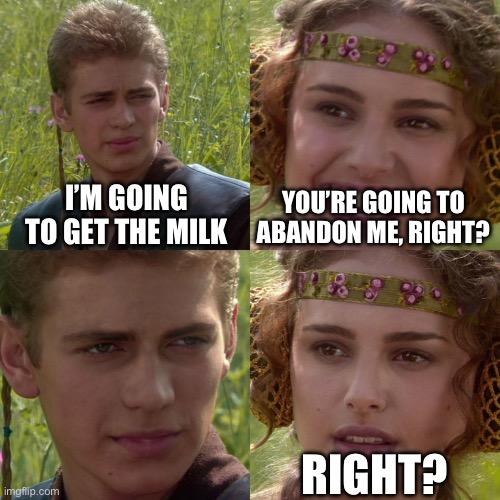 I'M GOING
TO GET THE MILK
YOU'RE GOING TO
ABANDON ME, RIGHT?
RIGHT?
imgflip.com